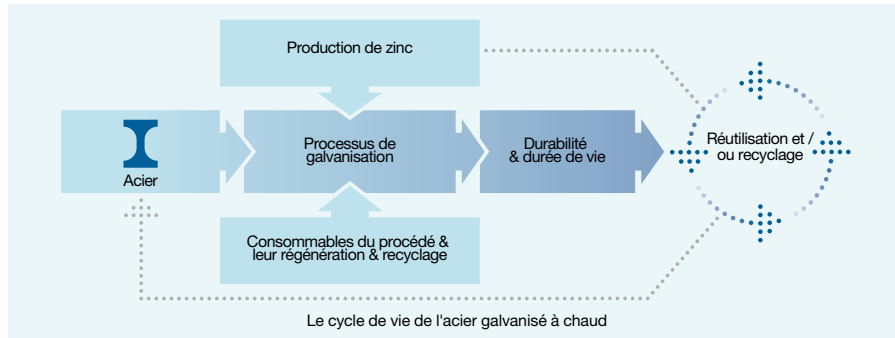 Production de zinc
Acier
Processus de
galvanisation
Durabilité
& durée de vie
Réutilisation et /
ou recyclage
Consommables du procédé &
leur régénération & recyclage
Le cycle de vie de l'acier galvanisé à chaud